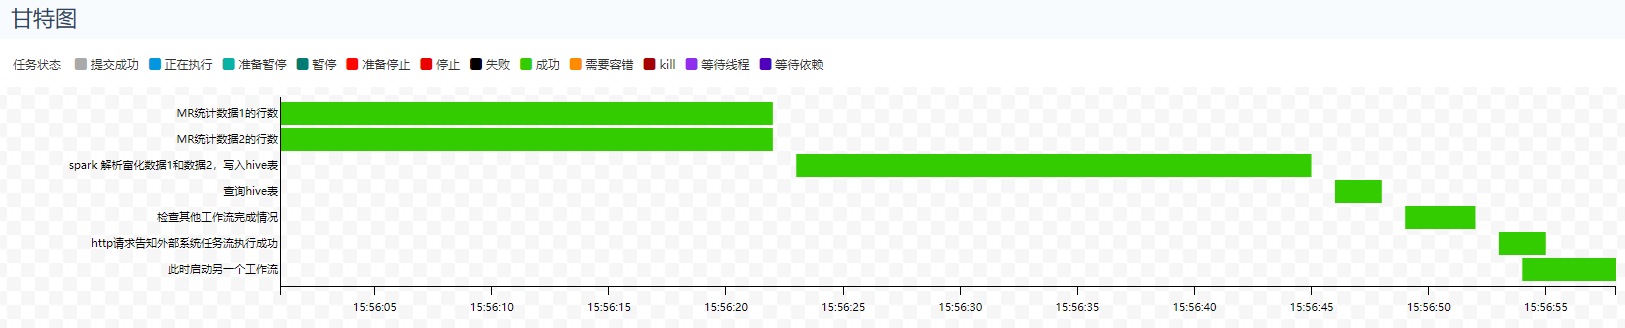 甘特图
任务状态 提交成功 正在执行 准备暂停 暂停 准备停止 停止 失败 成功 需要容错 kill 等待线程 等待依赖
MR统计数据1的行数
MR统计数据2的行数
spark 解析富化数据1和数据2，写入hive表
查询hive表
检查其他工作流完成情况
http请求告知外部系统任务流执行成功
此时启动另一个工作流
15:56:05 15:56:10 15:56:15 15:56:20 15:56:25 15:56:30 15:56:35 15:56:40 15:56:45 15:56:50 15:56:55